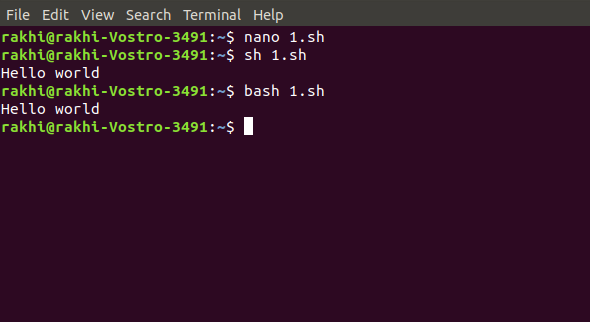 File Edit View Search Terminal Help
rakhi@rakhi-Vostro-3491:~$ nano 1.sh
rakhi@rakhi-Vostro-3491:~$ sh 1.sh
Hello world
rakhi@rakhi-Vostro-3491:~$ bash 1.sh
Hello world
rakhi@rakhi-Vostro-3491:~$